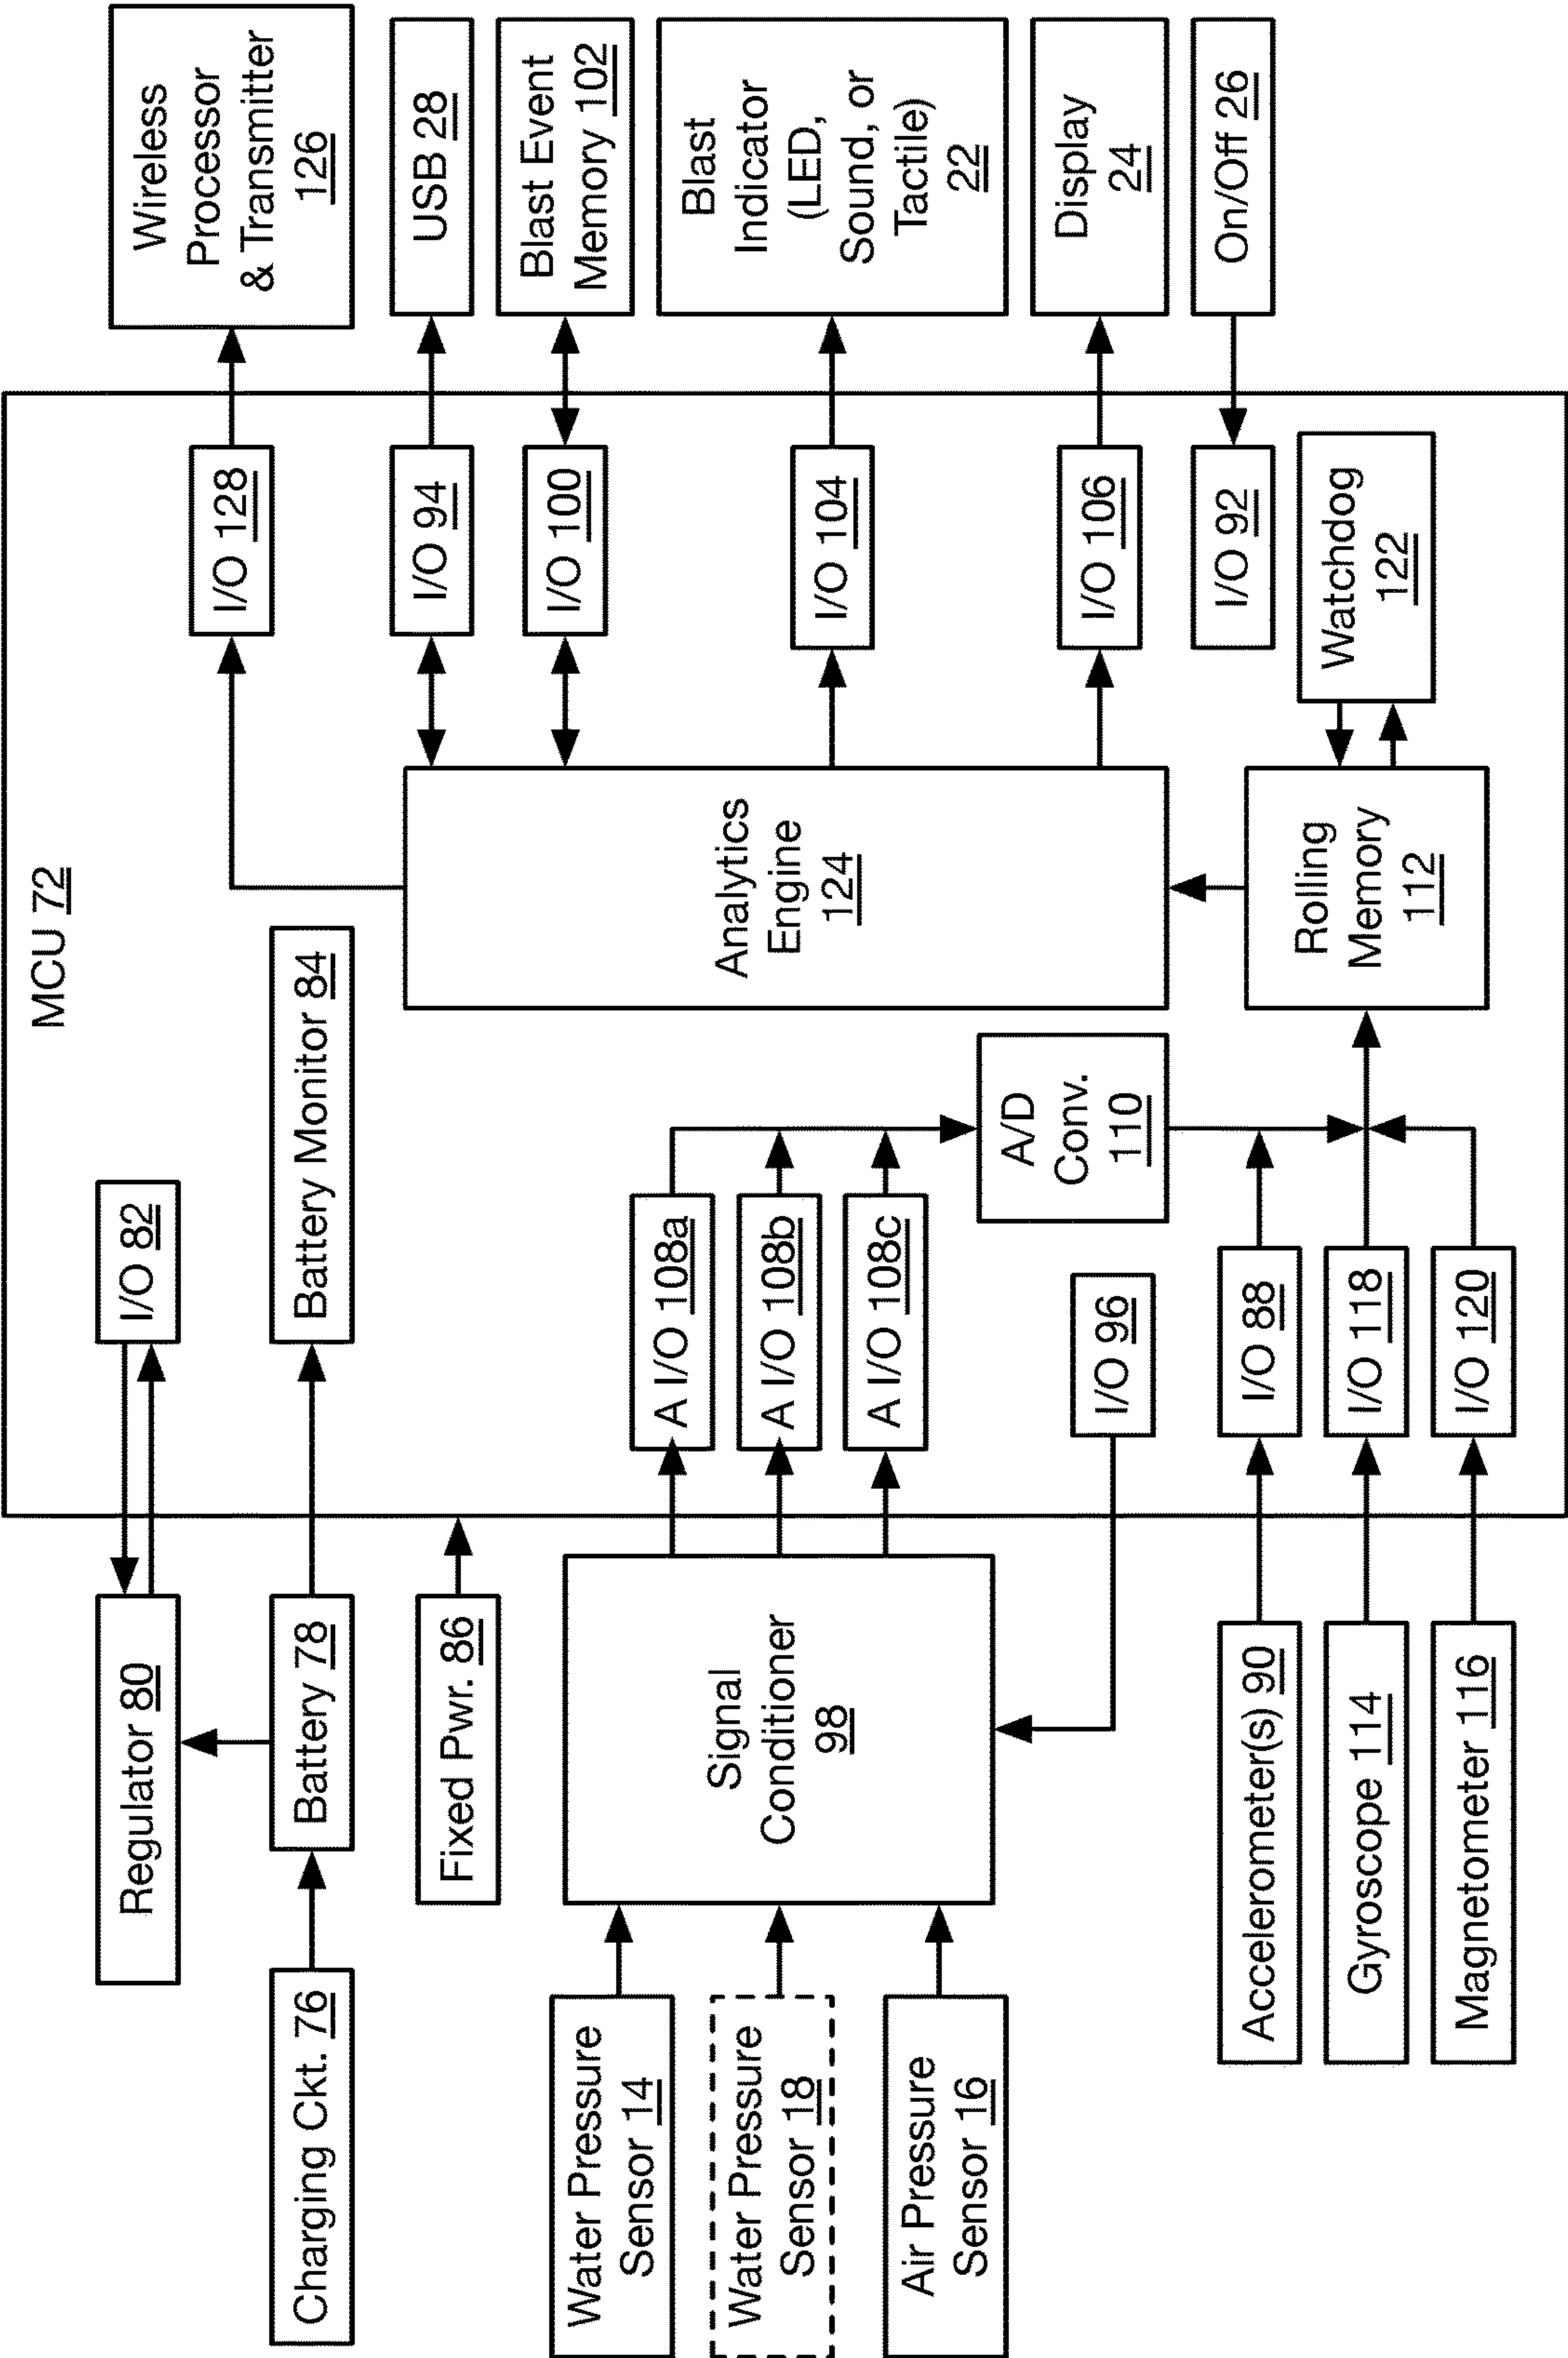 MCU 72
Charging Ckt. 76
Regulator 80
Battery 78
I/O 82
Battery Monitor 84
Fixed Pwr. 86
Water Pressure
Sensor 14
Water Pressure
Sensor 18
Air Pressure
Sensor 16
Signal
Conditioner
98
A I/O 108a
A I/O 108b
A I/O 108c
A/D
Conv.
110
I/O 96
Accelerometer(s) 90
Gyroscope 114
Magnetometer 116
I/O 88
I/O 118
I/O 120
Analytics
Engine
124
Rolling
Memory
112
Watchdog
122
I/O 128
I/O 94
I/O 100
I/O 104
I/O 106
I/O 92
Wireless
Processor
& Transmitter
126
USB 28
Blast Event
Memory 102
Blast
Indicator
(LED,
Sound, or
Tactile)
22
Display
24
On/Off 26